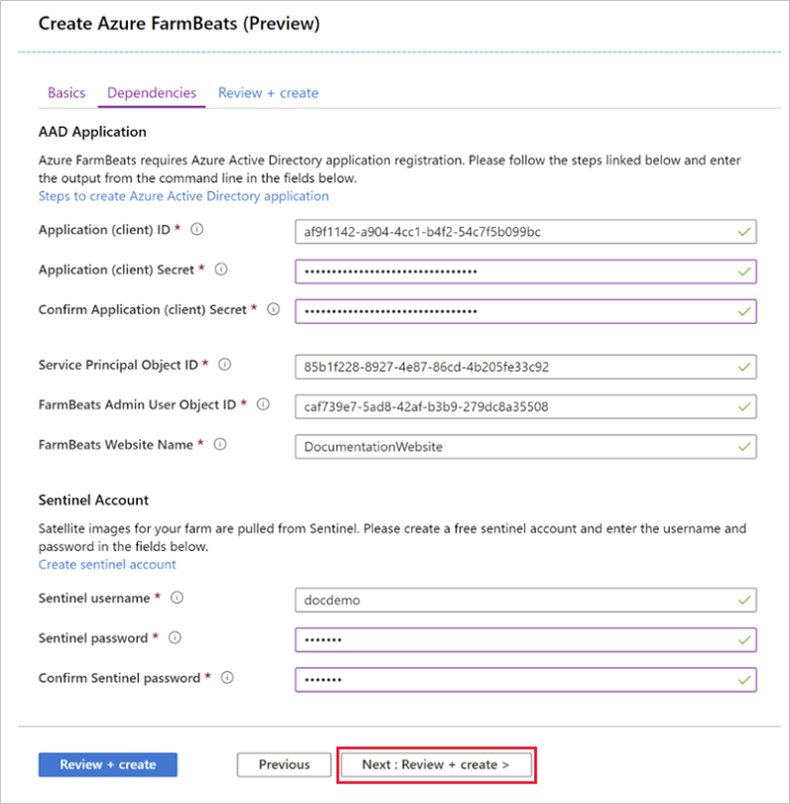 Create Azure FarmBeats (Preview)
Basics Dependencies Review + create
AAD Application
Azure FarmBeats requires Azure Active Directory application registration. Please follow the steps linked below and enter
the output from the command line in the fields below.
Steps to create Azure Active Directory application
Application (client) ID * af9f1142-a904-4cc1-b4f2-54c7f5b099bc
Application (client) Secret * •••••••••••••••••••••••••••••••••
Confirm Application (client) Secret * •••••••••••••••••••••••••••••••••
Service Principal Object ID * 85b1f228-8927-4e87-86cd-4b205fe33c92
FarmBeats Admin User Object ID * caf739e7-5ad8-42af-b3b9-279dc8a35508
FarmBeats Website Name * DocumentationWebsite
Sentinel Account
Satellite images for your farm are pulled from Sentinel. Please create a free sentinel account and enter the username and
password in the fields below.
Create sentinel account
Sentinel username * docdemo
Sentinel password * •••••••
Confirm Sentinel password * •••••••
Review + create Previous Next : Review + create >